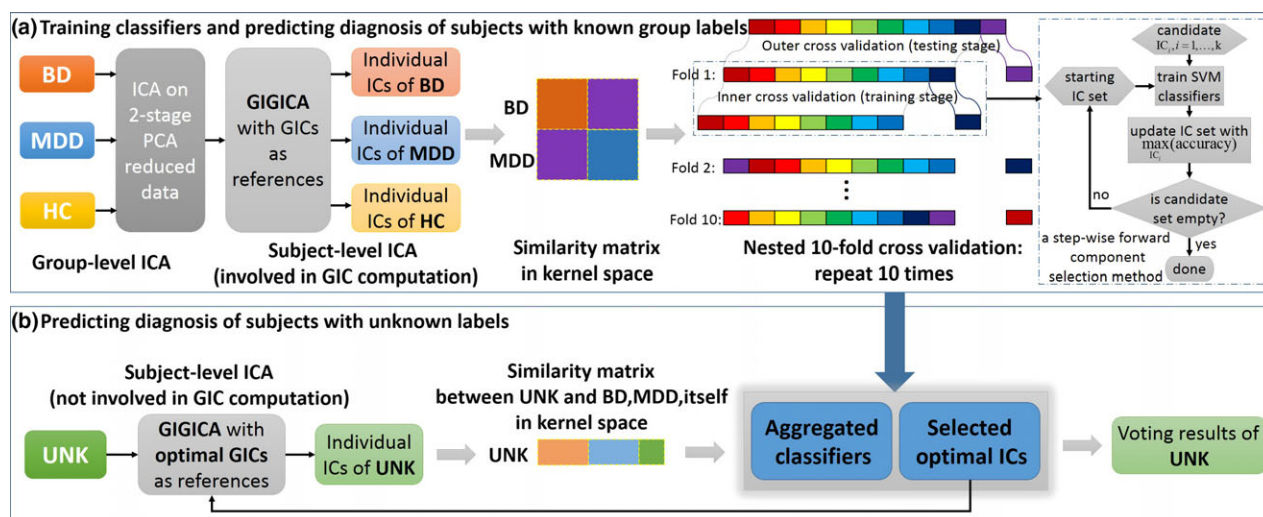 (a) Training classifiers and predicting diagnosis of subjects with known group labels
BD
MDD
HC
ICA on
2-stage
PCA
reduced
data
Group-level ICA
GIGICA
with GICs
as
references
Individual
ICs of BD
Individual
ICs of MDD
Individual
ICs of HC
Subject-level ICA
(involved in GIC computation)
BD
MDD
Similarity matrix
in kernel space
Outer cross validation (testing stage)
Fold 1:
Inner cross validation (training stage)
Fold 2:
Fold 10:
Nested 10-fold cross validation:
repeat 10 times
candidate
IC_i, i = 1,…,k
starting
IC set
train SVM
classifiers
update IC set with
max(accuracy)
IC_i
no
is candidate
set empty?
yes
done
a step-wise forward
component
selection method
(b) Predicting diagnosis of subjects with unknown labels
Subject-level ICA
(not involved in GIC computation)
UNK
GIGICA with
optimal GICs
as references
Individual
ICs of UNK
Similarity matrix
between UNK and BD,MDD,itself
in kernel space
UNK
Aggregated
classifiers
Selected
optimal ICs
Voting results of
UNK